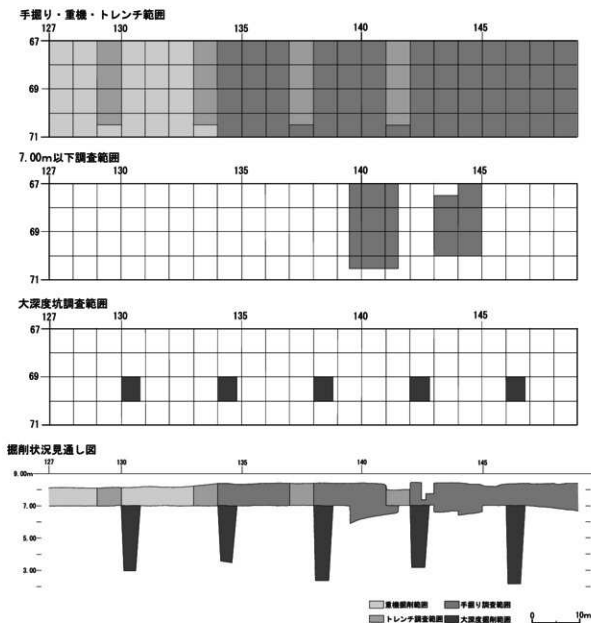 手掘り・重機・トレンチ範囲
127 130 135 140 145
67
69
71
7.00m以下調査範囲
127 130 135 140 145
67
69
71
大深度坑調査範囲
127 130 135 140 145
67
69
71
掘削状況見通し図
127 130 135 140 145
9.00m
7.00
5.00
3.00
重機掘削範囲 手掘り調査範囲
トレンチ調査範囲 大深度掘削範囲
0 10m